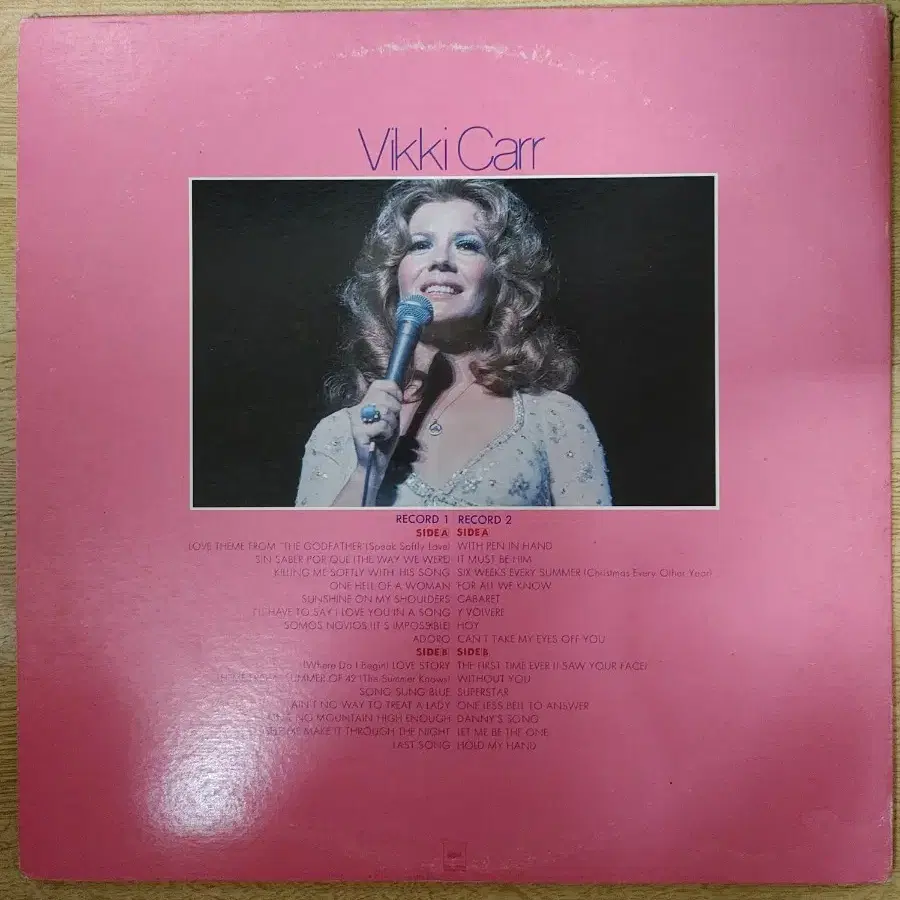 Vikki Carr
RECORD 1
SIDE A
LOVE THEME FROM "THE GODFATHER" (Speak Softly Love)
SIN SABER POR QUE (THE WAY WE WERE)
KILLING ME SOFTLY WITH HIS SONG
ONE HELL OF A WOMAN
SUNSHINE ON MY SHOULDERS
I'LL HAVE TO SAY I LOVE YOU IN A SONG
SOMOS NOVIOS (IT'S IMPOSSIBLE)
ADORO
SIDE B
(Where Do I Begin) LOVE STORY
SUMMER OF 42 (This Summer Knows)
SONG SUNG BLUE
AIN'T NO WAY TO TREAT A LADY
NO MOUNTAIN HIGH ENOUGH
MAKE IT THROUGH THE NIGHT
LAST SONG
RECORD 2
SIDE A
WITH PEN IN HAND
IT MUST BE HIM
SIX WEEKS EVERY SUMMER (Christmas Every Other Year)
FOR ALL WE KNOW
CABARET
Y VOLVERE
HOY
CAN'T TAKE MY EYES OFF YOU
SIDE B
THE FIRST TIME EVER (I SAW YOUR FACE)
WITHOUT YOU
SUPERSTAR
ONE LESS BELL TO ANSWER
DANNY'S SONG
LET ME BE THE ONE
HOLD MY HAND